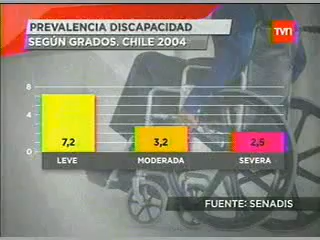 PREVALENCIA DISCAPACIDAD
SEGÚN GRADOS. CHILE 2004
TVN
8
4
0
7,2
3,2
2,5
LEVE
MODERADA
SEVERA
FUENTE: SENADIS